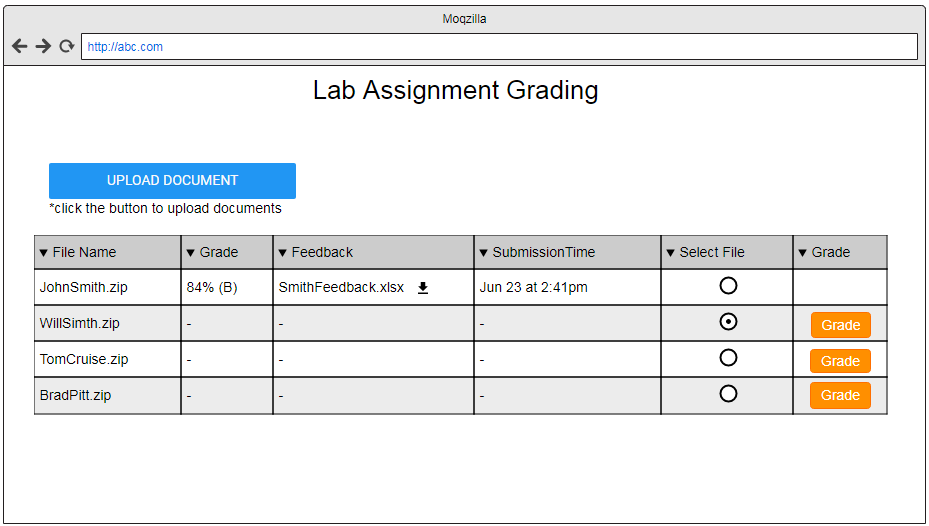 Moqzilla
http://abc.com
Lab Assignment Grading
UPLOAD DOCUMENT
*click the button to upload documents
File Name Grade Feedback SubmissionTime Select File Grade
JohnSmith.zip 84% (B) SmithFeedback.xlsx Jun 23 at 2:41pm
WillSimth.zip - - - Grade
TomCruise.zip - - - Grade
BradPitt.zip - - - Grade